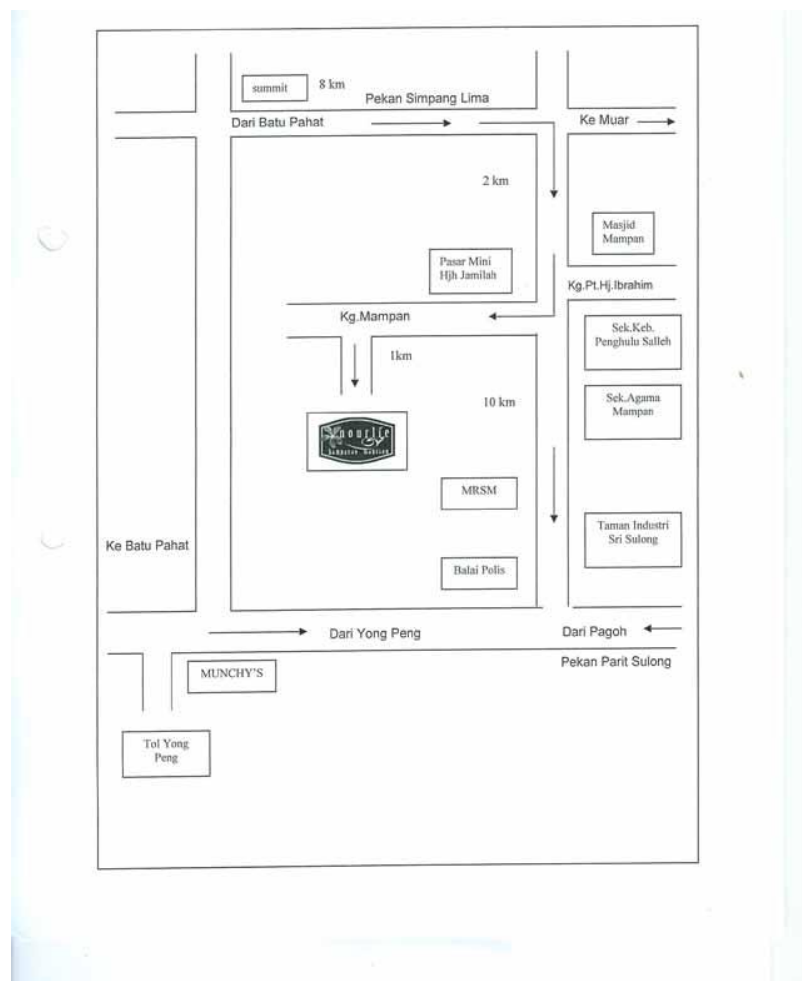 summit
8 km
Pekan Simpang Lima
Dari Batu Pahat
Ke Muar
2 km
Masjid
Mampan
Pasar Mini
Hjh Jamilah
Kg.Pt.Hj.Ibrahim
Kg.Mampan
Sek.Keb.
Penghulu Salleh
1km
10 km
Sek.Agama
Mampan
nourlife
MRSM
Taman Industri
Sri Sulong
Ke Batu Pahat
Balai Polis
Dari Yong Peng
Dari Pagoh
Pekan Parit Sulong
MUNCHY'S
Tol Yong
Peng